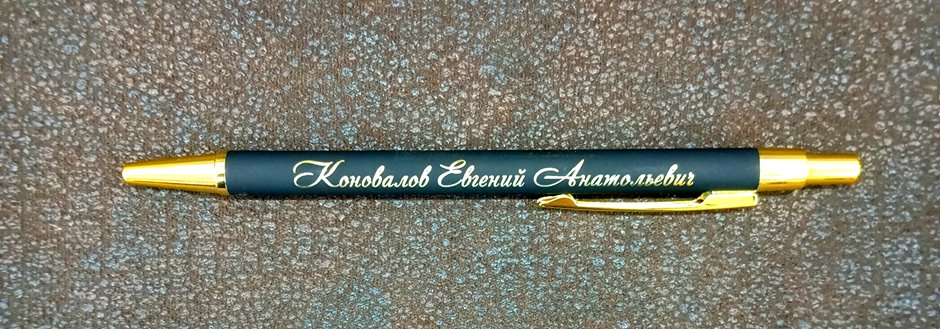 Коновалов Евгений Анатольевич